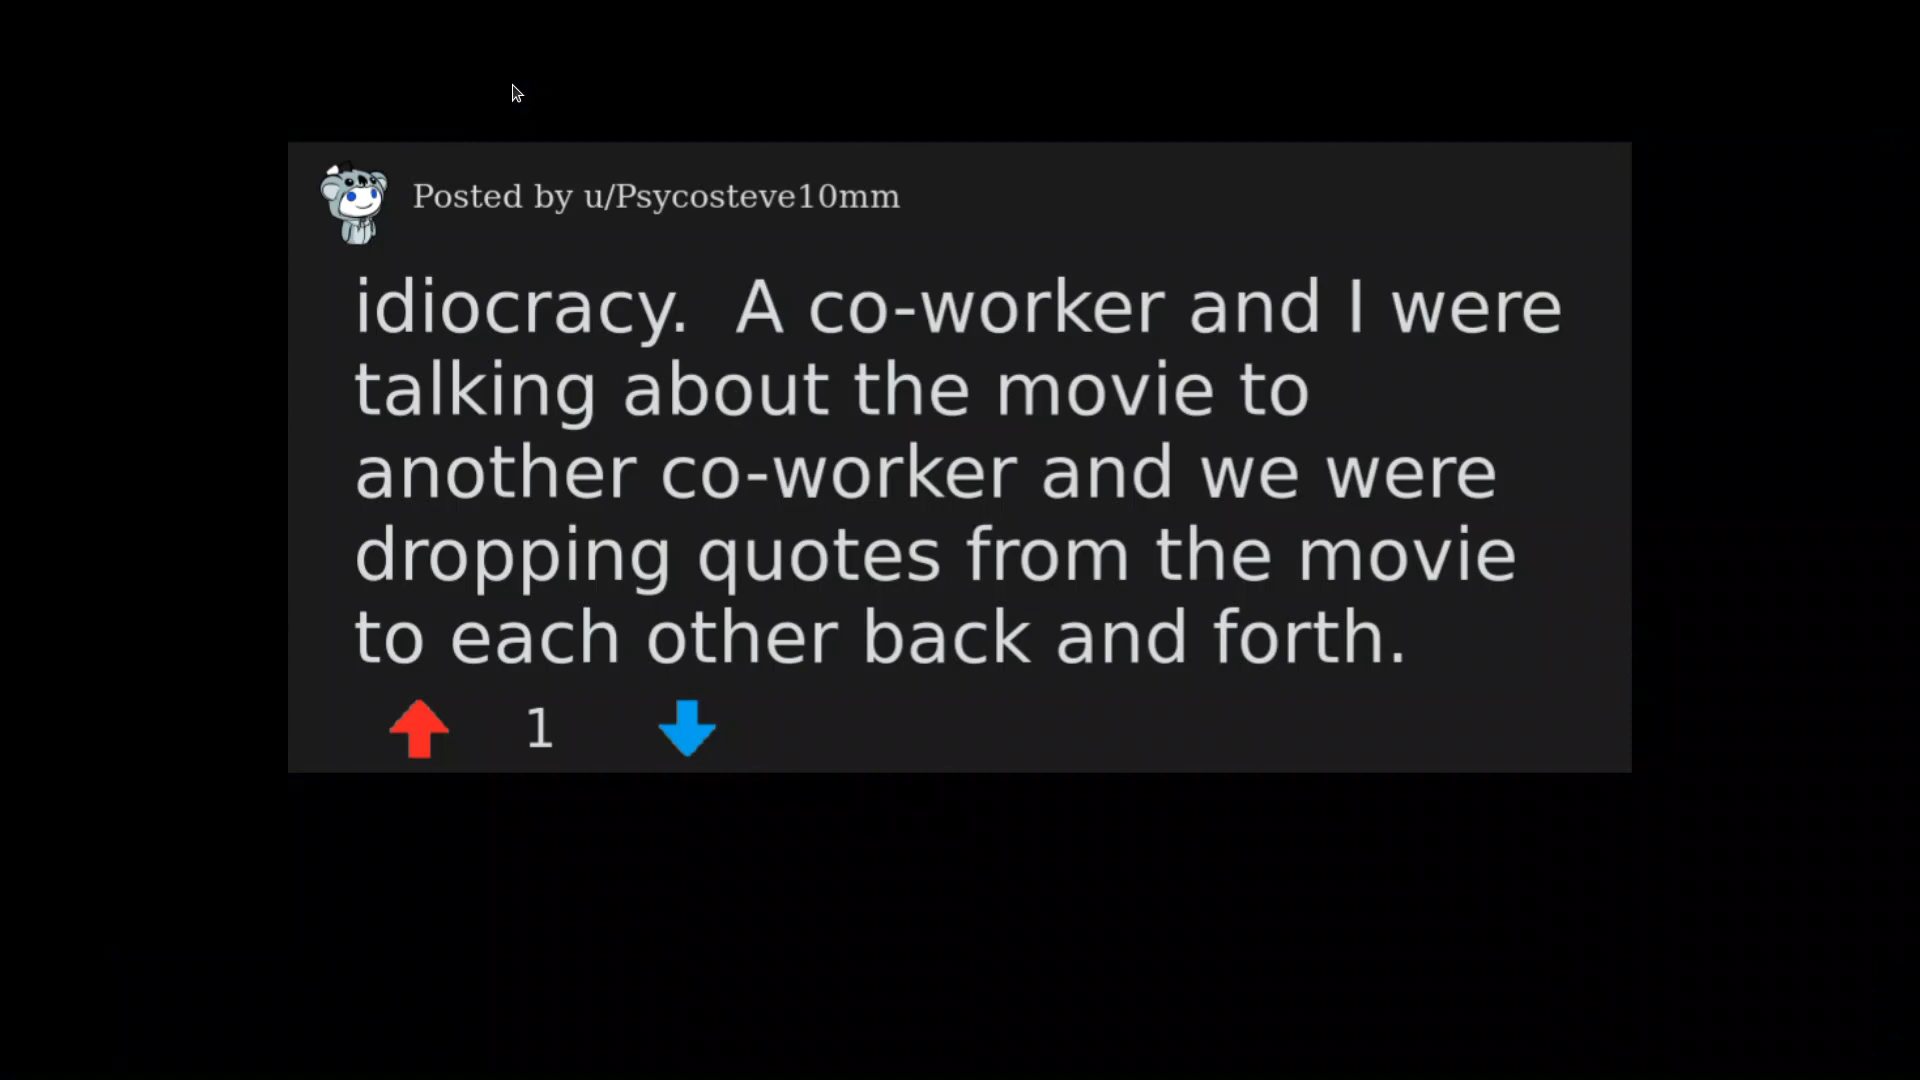 Posted by u/Psycosteve10mm
idiocracy.  A co-worker and I were
talking about the movie to
another co-worker and we were
dropping quotes from the movie
to each other back and forth.
1